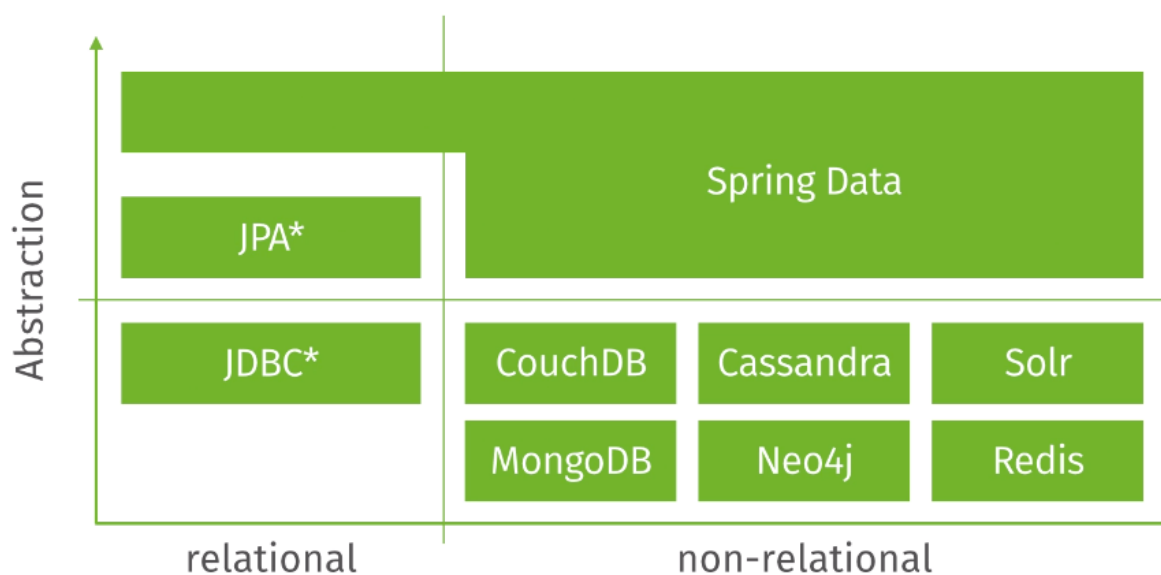 Abstraction
Spring Data
JPA*
JDBC*
CouchDB
Cassandra
Solr
MongoDB
Neo4j
Redis
relational
non-relational